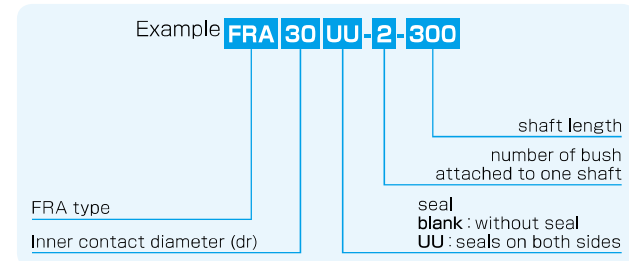 Example FRA 30 UU-2-300
shaft length
number of bush
attached to one shaft
FRA type
seal
blank : without seal
Inner contact diameter (dr)
UU : seals on both sides